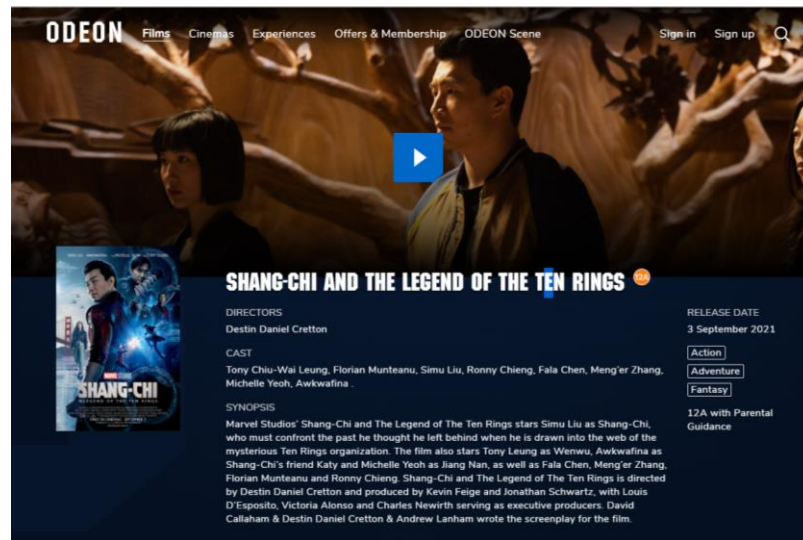 ODEON Films Cinemas Experiences Offers & Membership ODEON Scene Sign in Sign up
SHANG-CHI AND THE LEGEND OF THE TEN RINGS 12A
DIRECTORS
Destin Daniel Cretton
CAST
Tony Chiu-Wai Leung, Florian Munteanu, Simu Liu, Ronny Chieng, Fala Chen, Meng'er Zhang,
Michelle Yeoh, Awkwafina .
SYNOPSIS
Marvel Studios' Shang-Chi and The Legend of The Ten Rings stars Simu Liu as Shang-Chi,
who must confront the past he thought he left behind when he is drawn into the web of the
mysterious Ten Rings organization. The film also stars Tony Leung as Wenwu, Awkwafina as
Shang-Chi's friend Katy and Michelle Yeoh as Jiang Nan, as well as Fala Chen, Meng'er Zhang,
Florian Munteanu and Ronny Chieng. Shang-Chi and The Legend of The Ten Rings is directed
by Destin Daniel Cretton and produced by Kevin Feige and Jonathan Schwartz, with Louis
D'Esposito, Victoria Alonso and Charles Newirth serving as executive producers. David
Callaham & Destin Daniel Cretton & Andrew Lanham wrote the screenplay for the film.
RELEASE DATE
3 September 2021
Action
Adventure
Fantasy
12A with Parental
Guidance
MARVEL STUDIOS
SHANG-CHI
LEGEND OF THE TEN RINGS